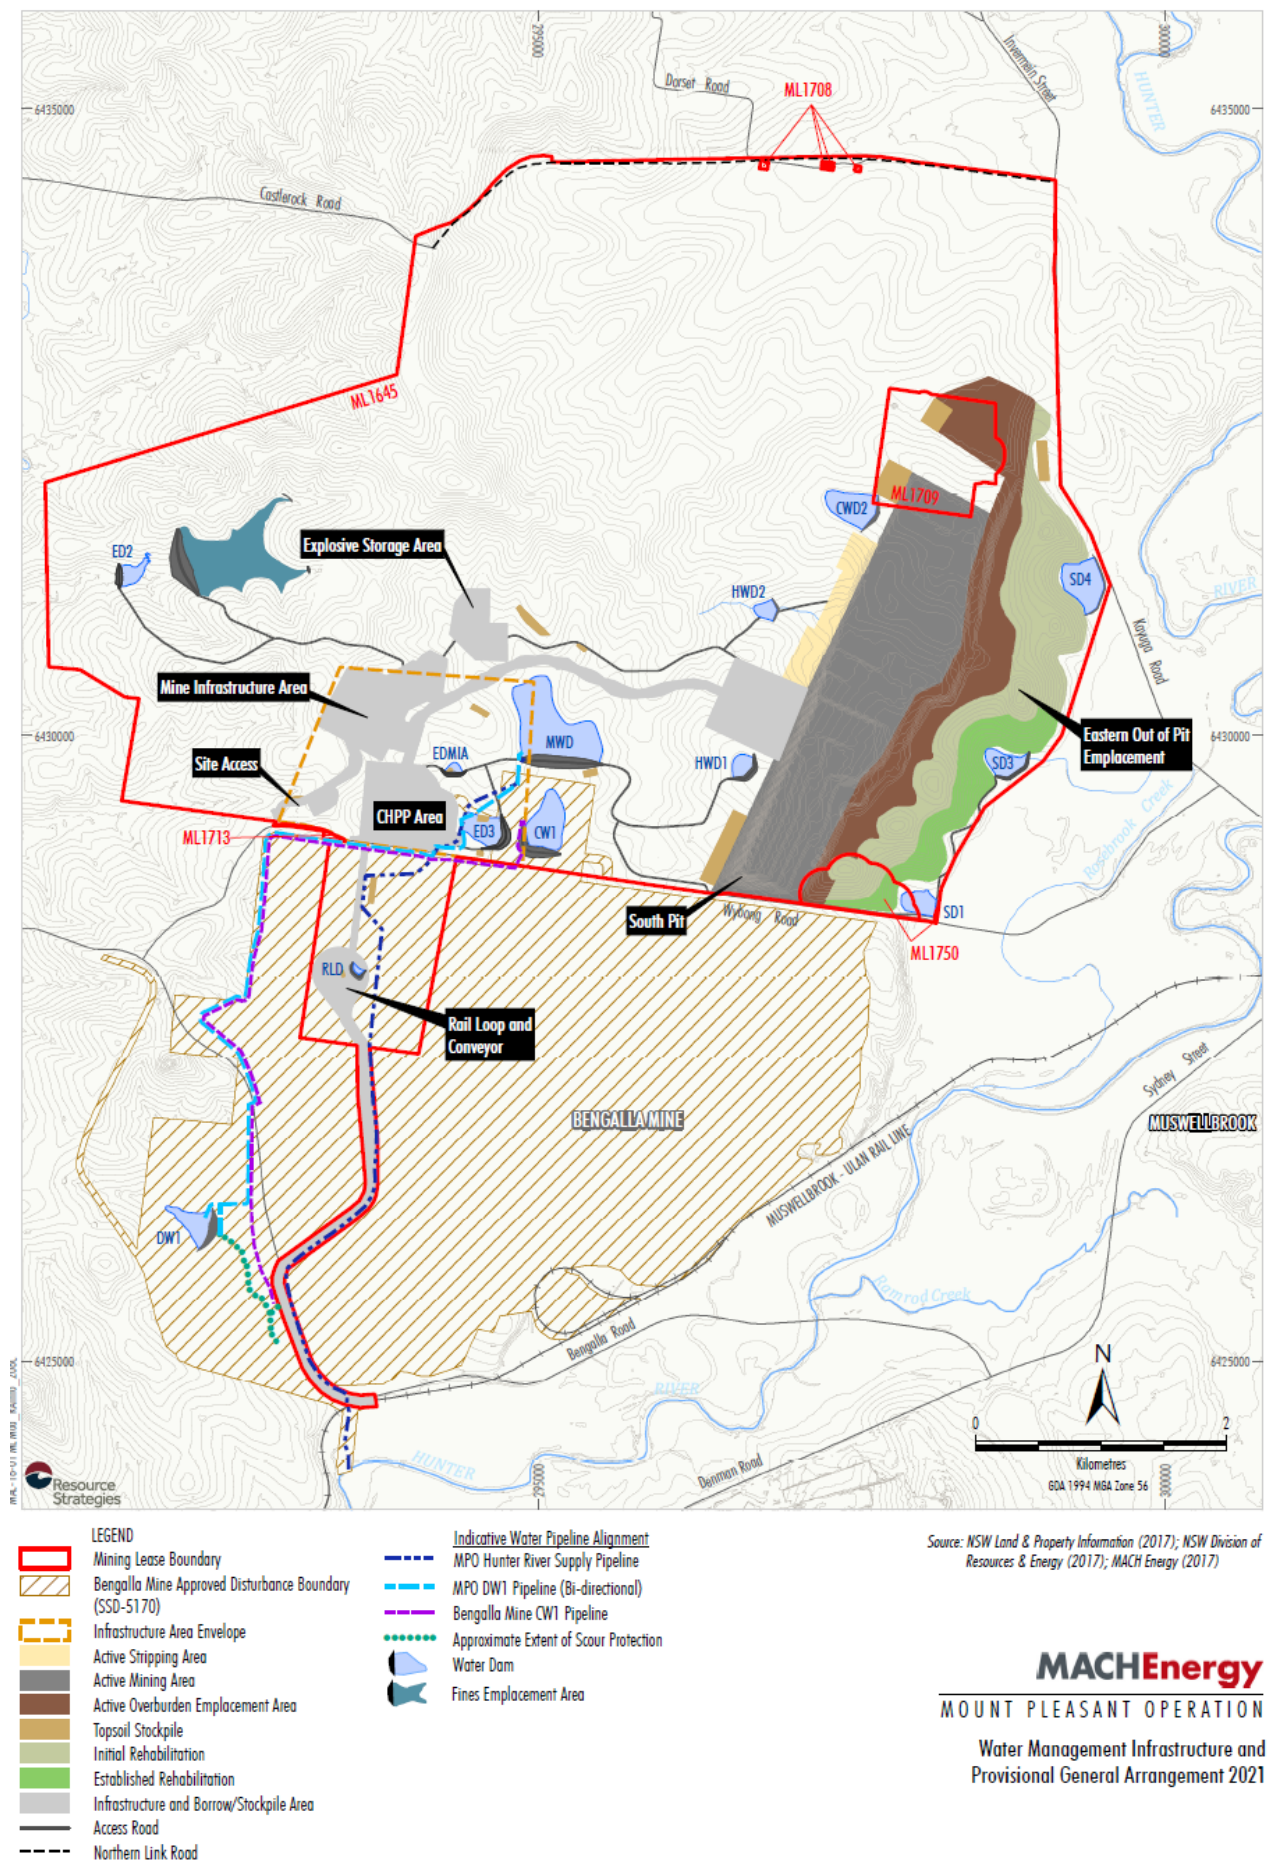 295000
300000
Dorset Road
Invermein Street
HUNTER
ML1708
6435000
6435000
Castlerock Road
ML1645
ML1709
CWD2
Explosive Storage Area
ED2
SD4
RIVER
HWD2
Kayuga Road
Mine Infrastructure Area
6430000
6430000
Eastern Out of Pit
Emplacement
MWD
EDMIA
HWD1
SD3
Site Access
Rosebrook Creek
CHPP Area
ED3
CW1
ML1713
South Pit
Wybong Road
SD1
ML1750
RLD
Rail Loop and
Conveyor
Sydney Street
BENGALLA MINE
MUSWELLBROOK
MUSWELLBROOK - ULAN RAIL LINE
DW1
Ramrod Creek
Bengalla Road
6425000
6425000
N
RIVER
0
2
Kilometres
GDA 1994 MGA Zone 56
HUNTER
Denman Road
295000
300000
Resource
Strategies
LEGEND
Mining Lease Boundary
Bengalla Mine Approved Disturbance Boundary
(SSD-5170)
Infrastructure Area Envelope
Active Stripping Area
Active Mining Area
Active Overburden Emplacement Area
Topsoil Stockpile
Initial Rehabilitation
Established Rehabilitation
Infrastructure and Borrow/Stockpile Area
Access Road
Northern Link Road
Indicative Water Pipeline Alignment
MPO Hunter River Supply Pipeline
MPO DW1 Pipeline (Bi-directional)
Bengalla Mine CW1 Pipeline
Approximate Extent of Scour Protection
Water Dam
Fines Emplacement Area
Source: NSW Land & Property Information (2017); NSW Division of
Resources & Energy (2017); MACH Energy (2017)
MACHEnergy
MOUNT PLEASANT OPERATION
Water Management Infrastructure and
Provisional General Arrangement 2021